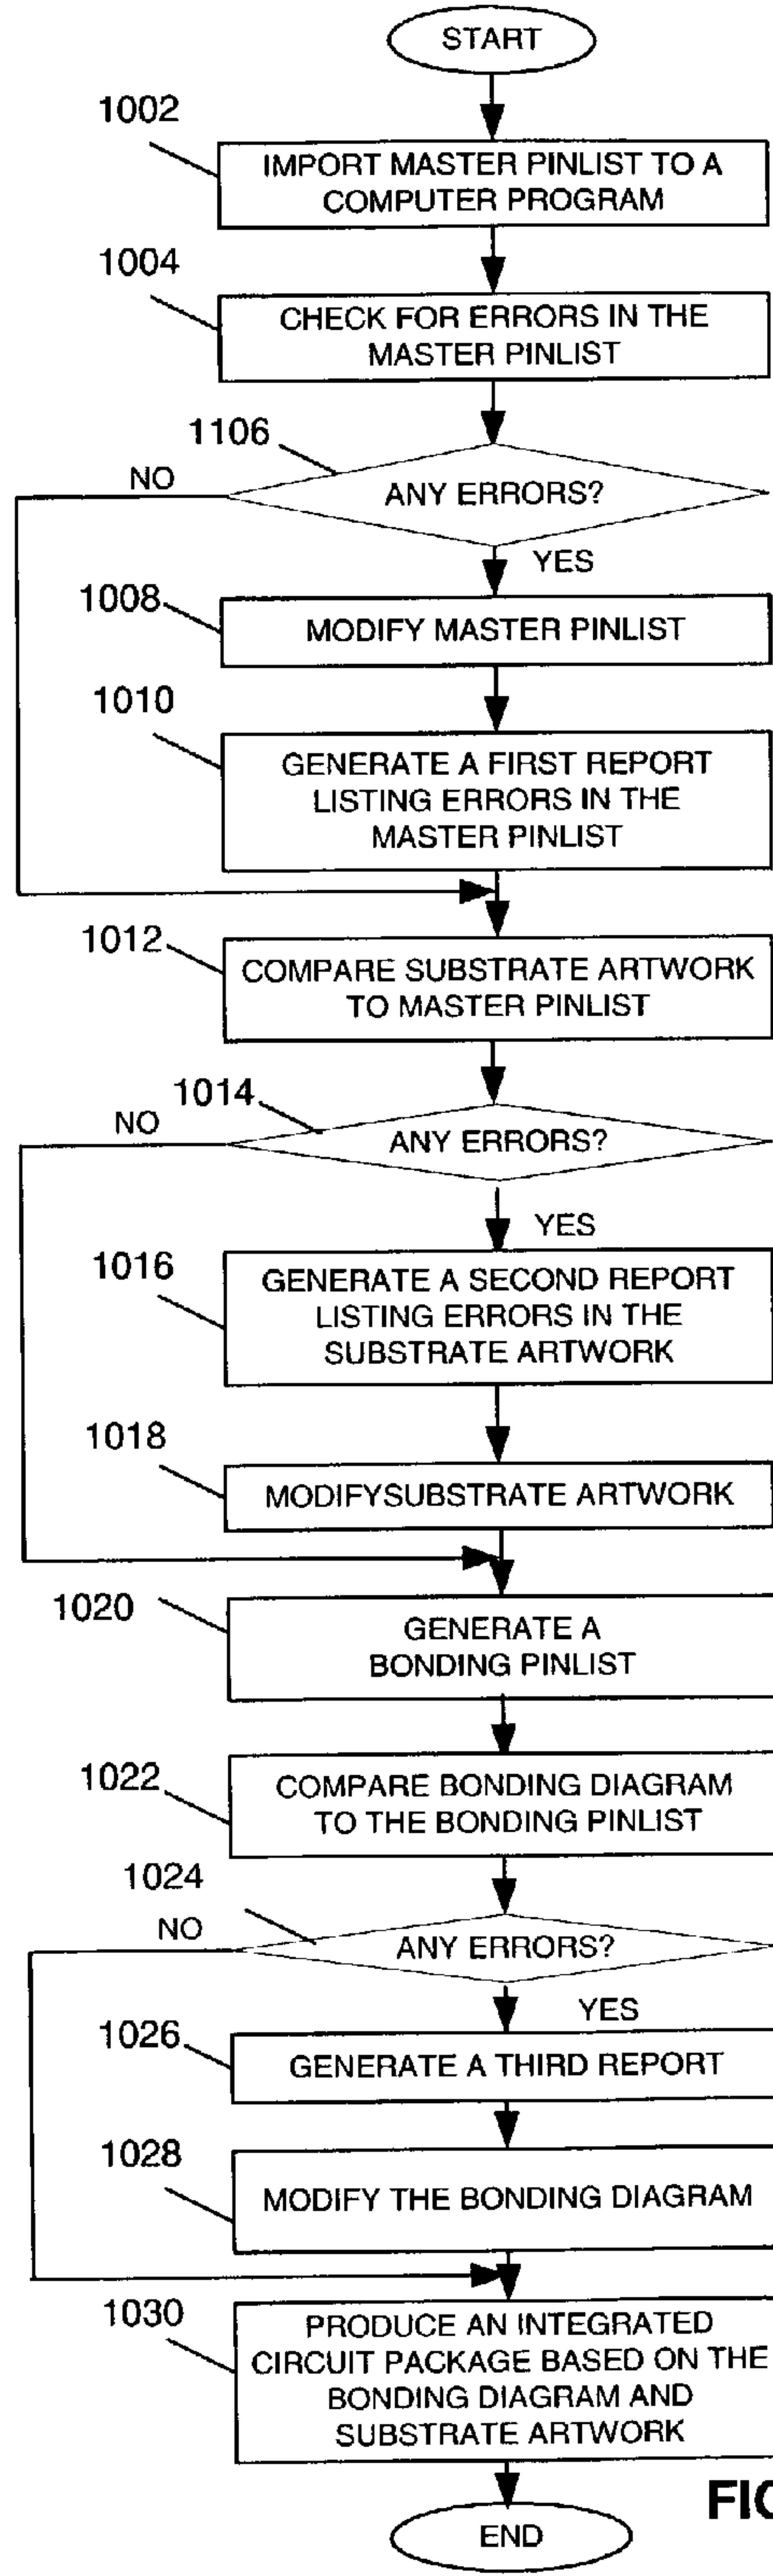 START
1002
IMPORT MASTER PINLIST TO A
COMPUTER PROGRAM
1004
CHECK FOR ERRORS IN THE
MASTER PINLIST
1106
NO
ANY ERRORS?
YES
1008
MODIFY MASTER PINLIST
1010
GENERATE A FIRST REPORT
LISTING ERRORS IN THE
MASTER PINLIST
1012
COMPARE SUBSTRATE ARTWORK
TO MASTER PINLIST
1014
NO
ANY ERRORS?
YES
1016
GENERATE A SECOND REPORT
LISTING ERRORS IN THE
SUBSTRATE ARTWORK
1018
MODIFYSUBSTRATE ARTWORK
1020
GENERATE A
BONDING PINLIST
1022
COMPARE BONDING DIAGRAM
TO THE BONDING PINLIST
1024
NO
ANY ERRORS?
YES
1026
GENERATE A THIRD REPORT
1028
MODIFY THE BONDING DIAGRAM
1030
PRODUCE AN INTEGRATED
CIRCUIT PACKAGE BASED ON THE
BONDING DIAGRAM AND
SUBSTRATE ARTWORK
END